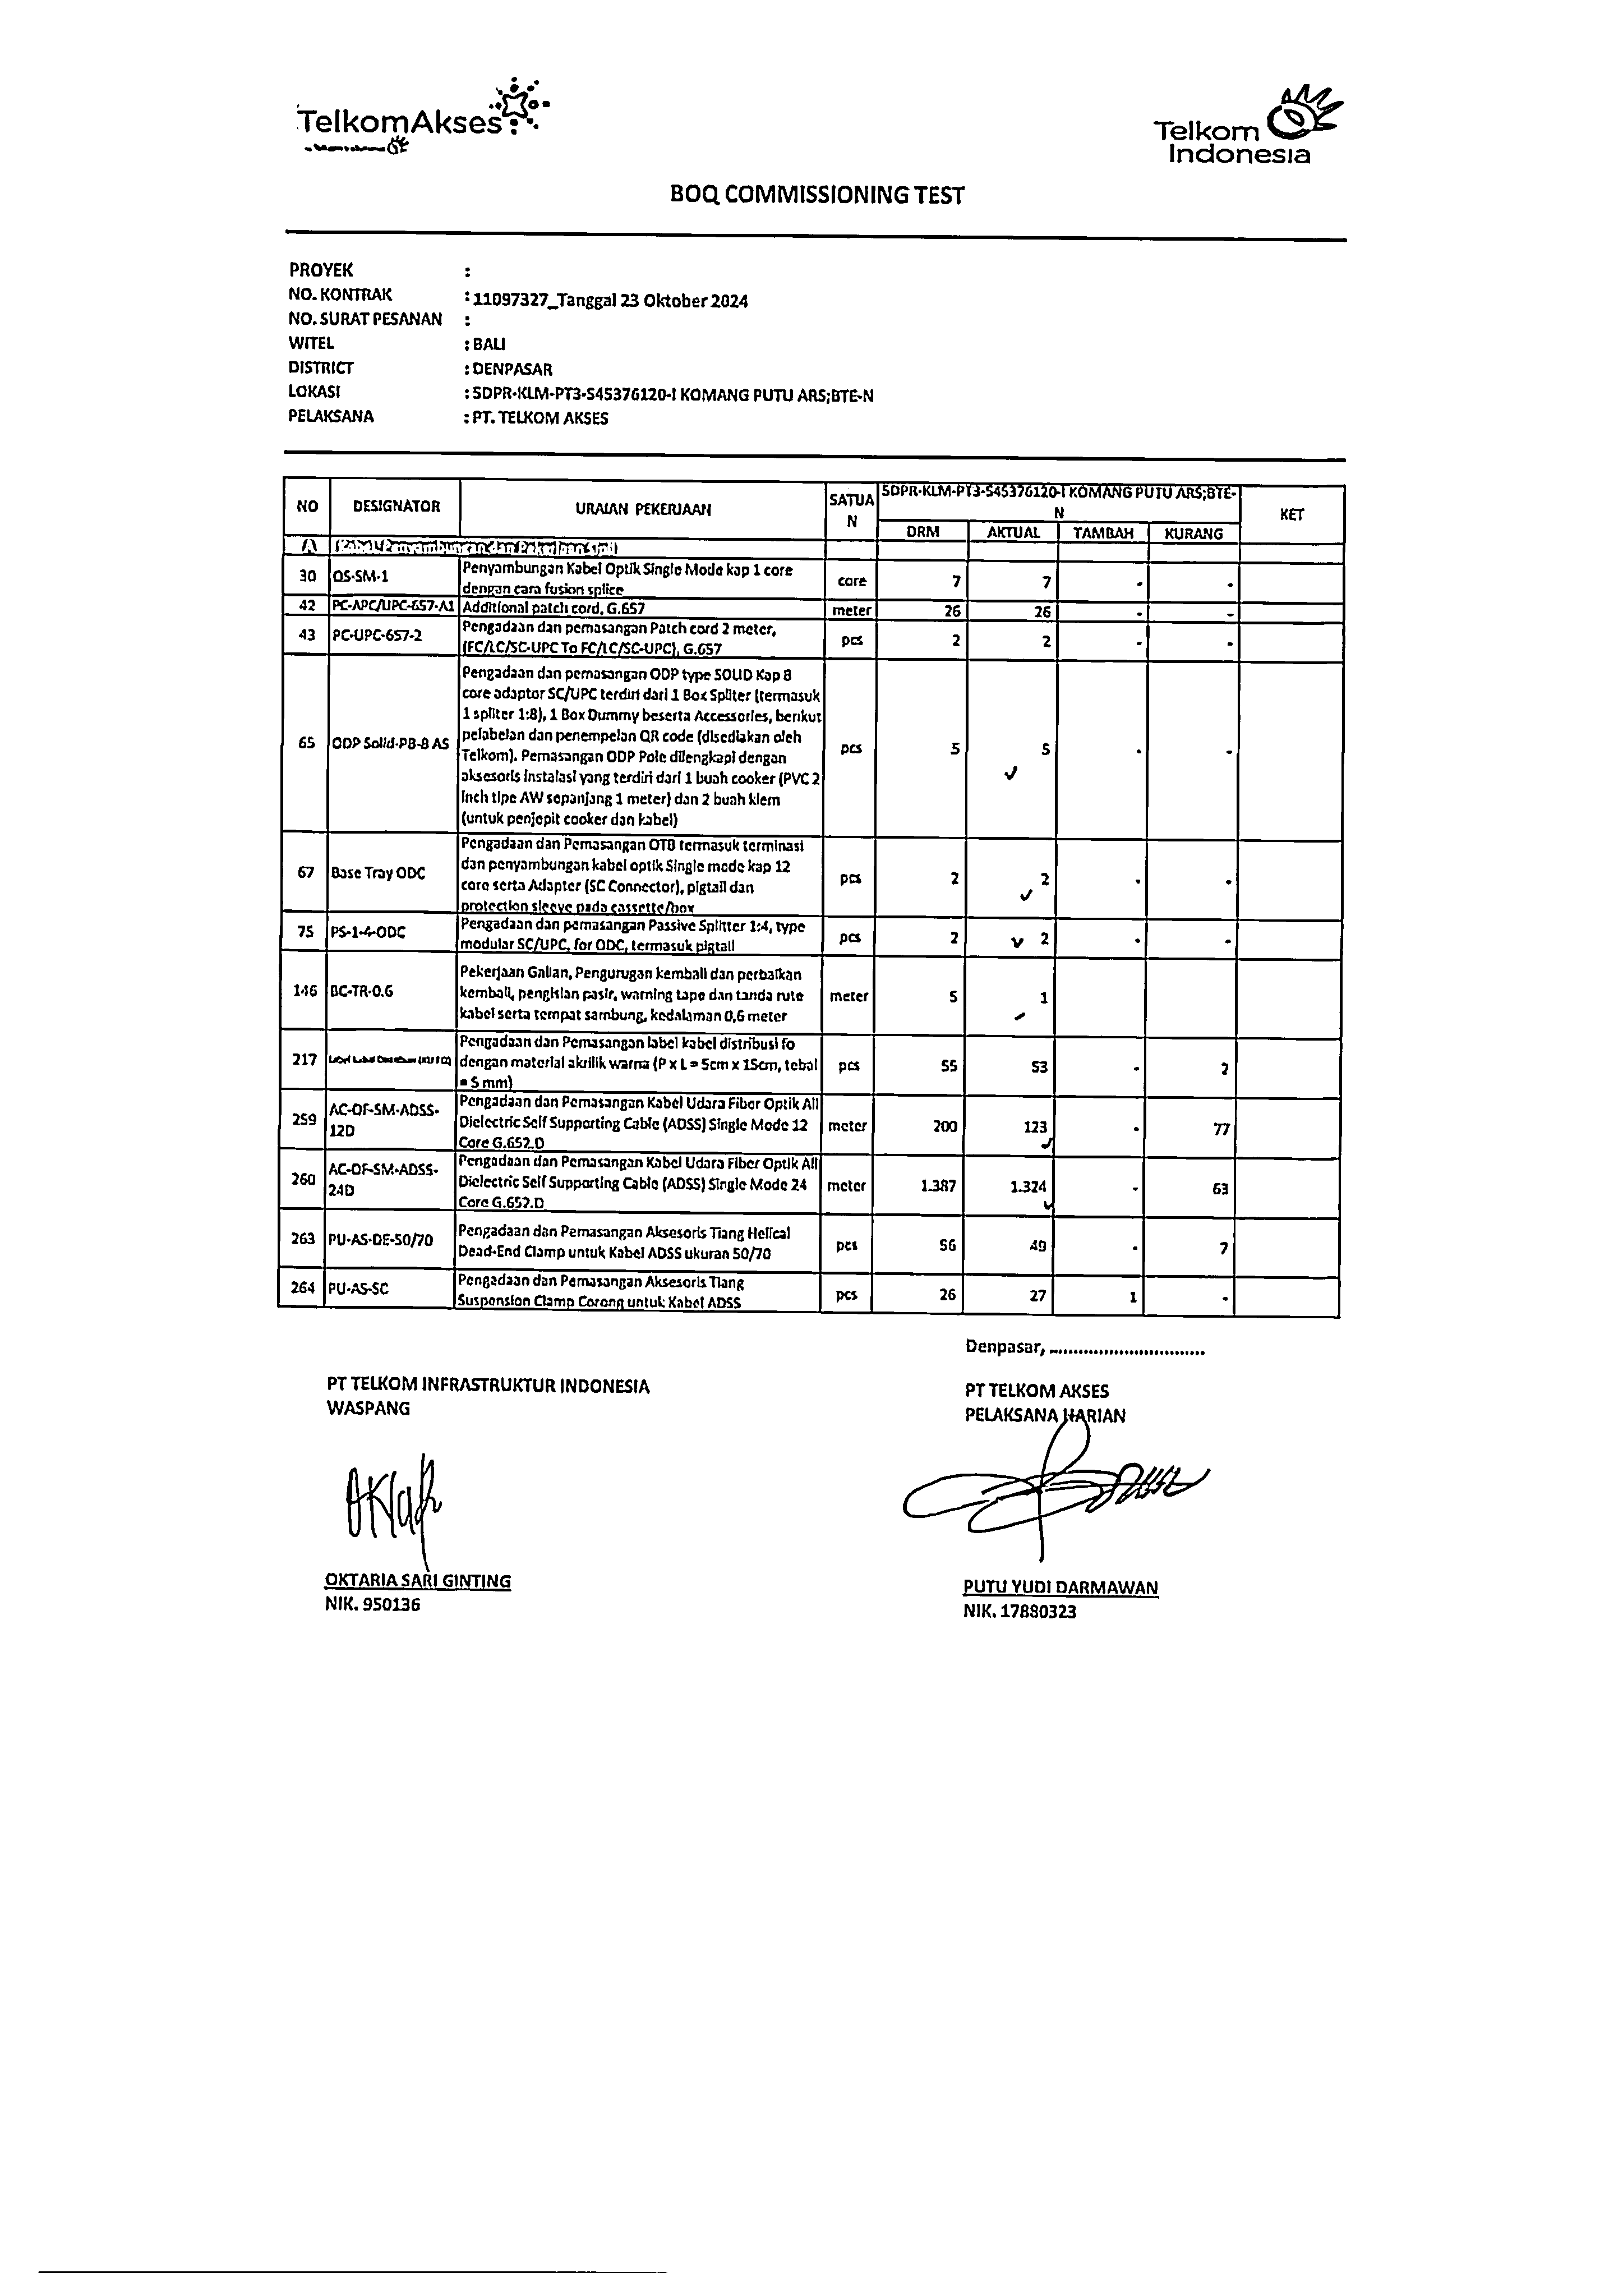 TelkomAkses
Telkom
Indonesia
BOQ COMMISSIONING TEST
PROYEK :
NO. KONTRAK : 11097327_Tanggal 23 Oktober 2024
NO. SURAT PESANAN :
WITEL : BALI
DISTRICT : DENPASAR
LOKASI : SDPR-KLM-PT3-S45376120-I KOMANG PUTU ARS;BTE-N
PELAKSANA : PT. TELKOM AKSES
NO DESIGNATOR URAIAN PEKERJAAN SATUAN SDPR-KLM-PT3-S45376120-I KOMANG PUTU ARS;BTE-N KET
DRM AKTUAL TAMBAH KURANG
A Kabel, Penyambungan dan Pekerjaan Sipil
30 OS-SM-1 Penyambungan Kabel Optik Single Mode kap 1 core
dengan cara fusion splice core 7 7 - -
42 PC-APC/UPC-657-A1 Additional patch cord, G.657 meter 26 26 - -
43 PC-UPC-657-2 Pengadaan dan pemasangan Patch cord 2 meter,
(FC/LC/SC-UPC To FC/LC/SC-UPC), G.657 pcs 2 2 - -
Pengadaan dan pemasangan ODP type SOLID Kap 8
core adaptor SC/UPC terdiri dari 1 Box Spliter (termasuk
1 spliter 1:8), 1 Box Dummy beserta Accessories, berikut
pelabelan dan penempelan QR code (disediakan oleh
65 ODP Solid-PB-8 AS Telkom). Pemasangan ODP Pole dilengkapi dengan pcs 5 5 - -
aksesoris instalasi yang terdiri dari 1 buah cooker (PVC 2
inch tipe AW sepanjang 1 meter) dan 2 buah klem
(untuk penjepit cooker dan kabel)
Pengadaan dan Pemasangan OTB termasuk terminasi
67 Base Tray ODC dan penyambungan kabel optik Single mode kap 12
core serta Adapter (SC Connector), pigtail dan pcs 2 2 - -
protection sleeve pada cassette/box
75 PS-1-4-ODC Pengadaan dan pemasangan Passive Splitter 1:4, type
modular SC/UPC, for ODC, termasuk pigtail pcs 2 2 - -
Pekerjaan Galian, Pengurugan kembali dan perbaikan
146 BC-TR-0.6 kembali, pengisian pasir, warning tape dan tanda rute meter 5 1
kabel serta tempat sambung, kedalaman 0,6 meter
Pengadaan dan Pemasangan label kabel distribusi fo
217 dengan material akrilik warna (P x L = 5cm x 15cm, tebal pcs 55 53 - 2
= 5 mm)
259 AC-OF-SM-ADSS-12D Pengadaan dan Pemasangan Kabel Udara Fiber Optik All
Dielectric Self Supporting Cable (ADSS) Single Mode 12 meter 200 123 - 77
Core G.652.D
260 AC-OF-SM-ADSS-24D Pengadaan dan Pemasangan Kabel Udara Fiber Optik All
Dielectric Self Supporting Cable (ADSS) Single Mode 24 meter 1.387 1.324 - 63
Core G.652.D
263 PU-AS-DE-50/70 Pengadaan dan Pemasangan Aksesoris Tiang Helical
Dead-End Clamp untuk Kabel ADSS ukuran 50/70 pcs 56 49 - 7
264 PU-AS-SC Pengadaan dan Pemasangan Aksesoris Tiang
Suspension Clamp Corong untuk Kabel ADSS pcs 26 27 1 -
Denpasar, ...............................
PT TELKOM INFRASTRUKTUR INDONESIA
WASPANG
PT TELKOM AKSES
PELAKSANA HARIAN
OKTARIA SARI GINTING
NIK. 950136
PUTU YUDI DARMAWAN
NIK. 17880323